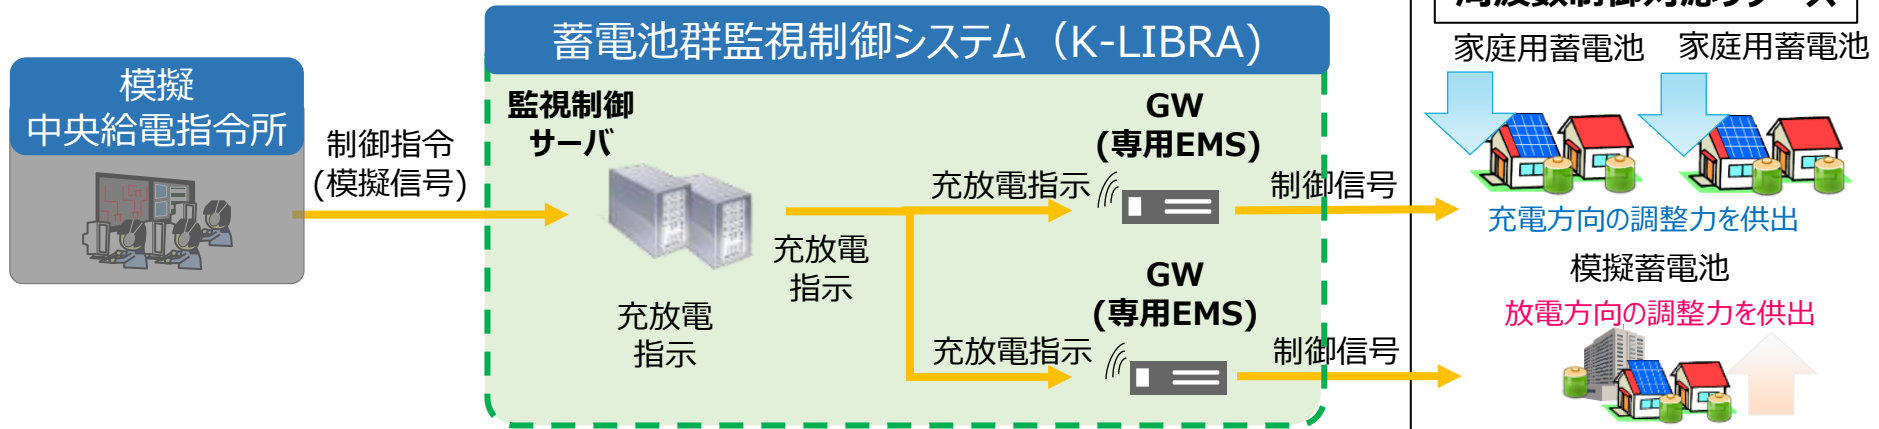 周波数制御対応リソース
蓄電池群監視制御システム（K-LIBRA)
模擬
中央給電指令所
制御指令
(模擬信号)
監視制御
サーバ
充放電
指示
充放電
指示
充放電指示
GW
(専用EMS)
制御信号
充放電指示
GW
(専用EMS)
制御信号
家庭用蓄電池
家庭用蓄電池
充電方向の調整力を供出
模擬蓄電池
放電方向の調整力を供出